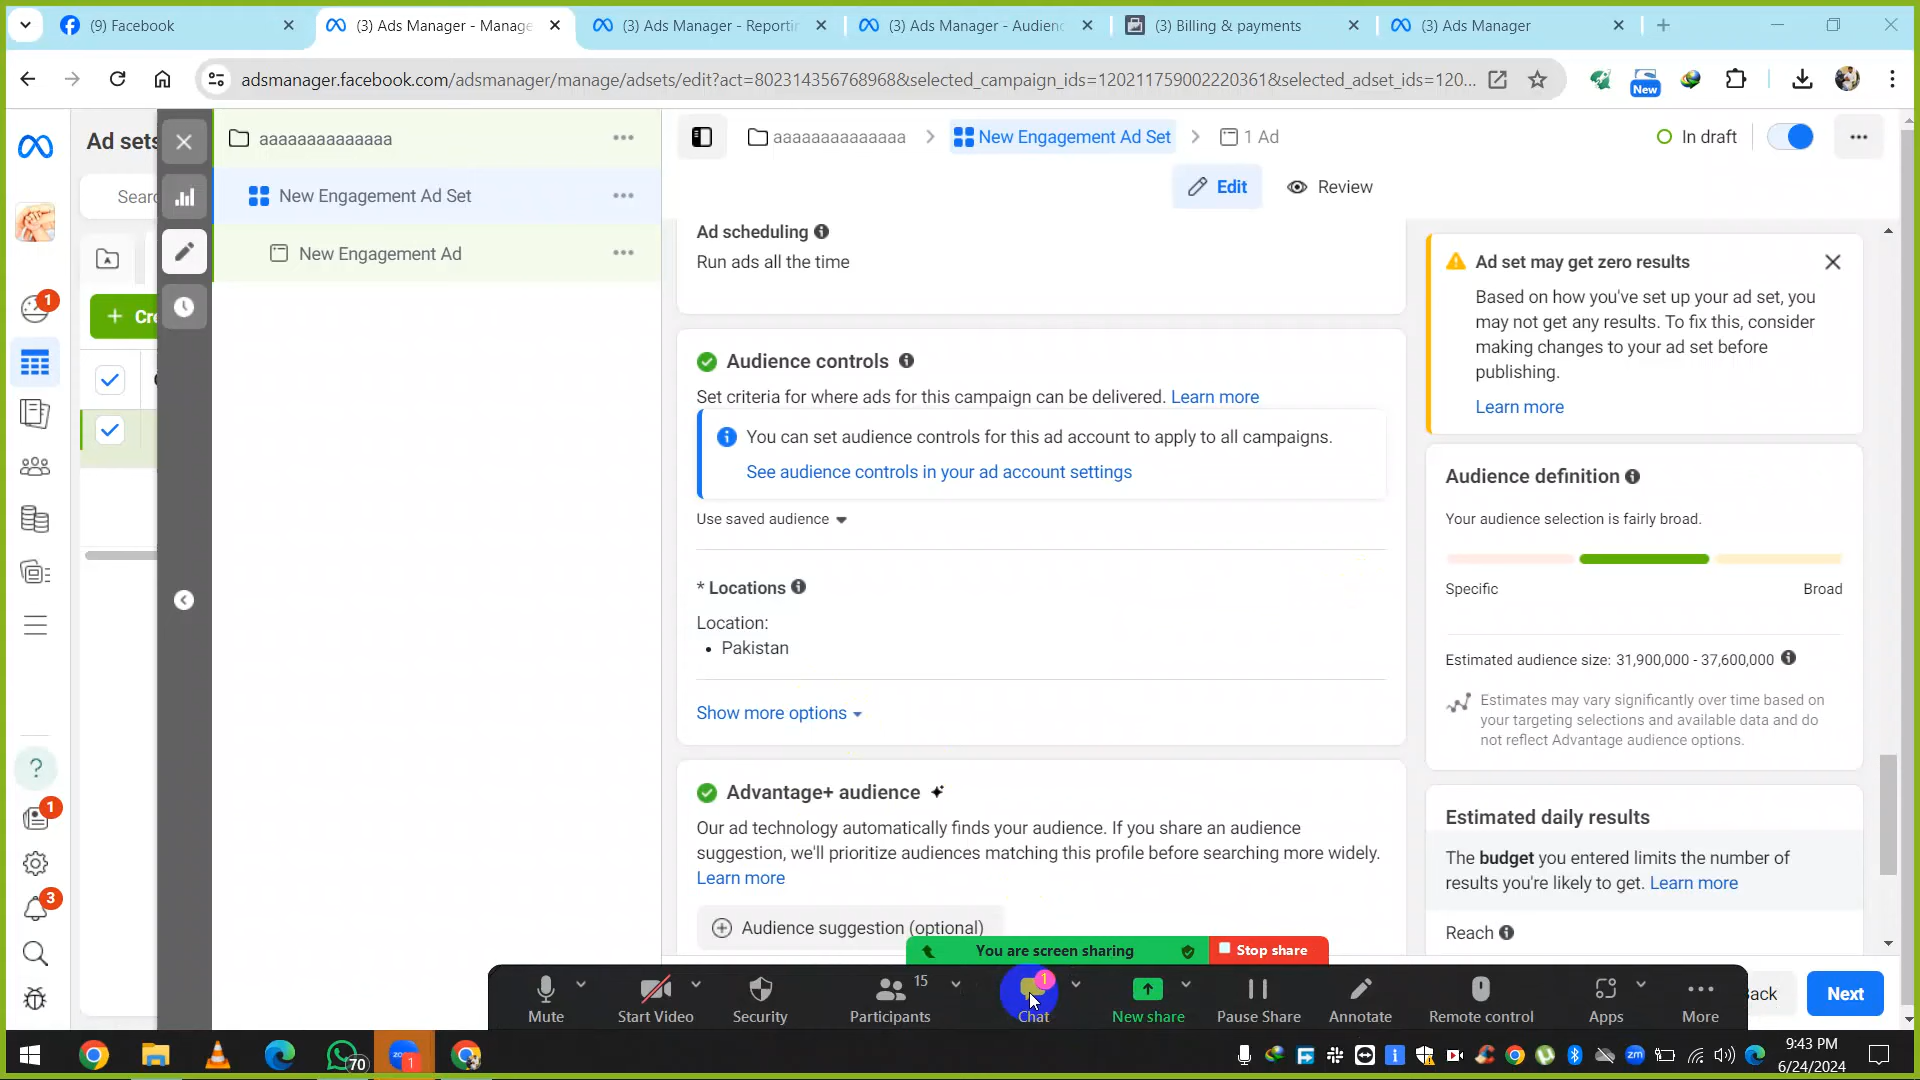 (9) Facebook
(3) Ads Manager - Manage
(3) Ads Manager - Reportin
(3) Ads Manager - Audienc
(3) Billing & payments
(3) Ads Manager
adsmanager.facebook.com/adsmanager/manage/adsets/edit?act=802314356768968&selected_campaign_ids=120211759002220361&selected_adset_ids=120...
New
Ad sets
aaaaaaaaaaaaaa
aaaaaaaaaaaaaa
New Engagement Ad Set
1 Ad
In draft
Sear
New Engagement Ad Set
Edit
Review
New Engagement Ad
Ad scheduling
Run ads all the time
Ad set may get zero results
Based on how you've set up your ad set, you
may not get any results. To fix this, consider
making changes to your ad set before
publishing.
Learn more
1
+ Cre
Audience controls
Set criteria for where ads for this campaign can be delivered. Learn more
You can set audience controls for this ad account to apply to all campaigns.
See audience controls in your ad account settings
Use saved audience
Audience definition
Your audience selection is fairly broad.
Specific
Broad
* Locations
Location:
• Pakistan
Estimated audience size: 31,900,000 - 37,600,000
Estimates may vary significantly over time based on
your targeting selections and available data and do
not reflect Advantage audience options.
Show more options
Advantage+ audience
Our ad technology automatically finds your audience. If you share an audience
suggestion, we'll prioritize audiences matching this profile before searching more widely.
Learn more
Audience suggestion (optional)
Estimated daily results
The budget you entered limits the number of
results you're likely to get. Learn more
Reach
1
3
You are screen sharing
Stop share
15
1
Mute
Start Video
Security
Participants
Chat
New share
Pause Share
Annotate
Remote control
Apps
More
ack
Next
70
1
zm
9:43 PM
6/24/2024